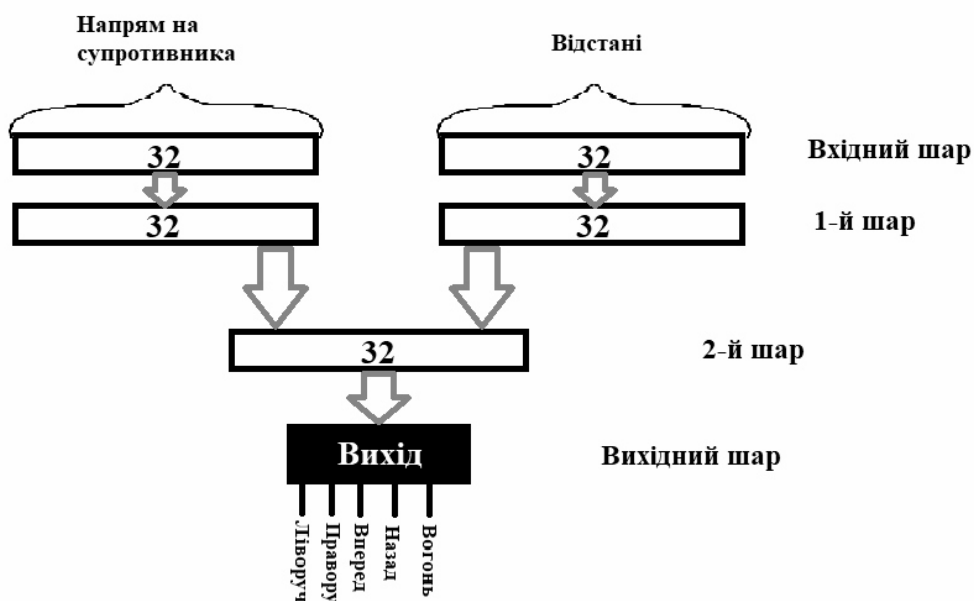 Напрям на
супротивника
Відстані
32
32
Вхідний шар
32
32
1-й шар
32
2-й шар
Вихід
Вихідний шар
Ліворуч
Правору
Вперед
Назад
Вогонь